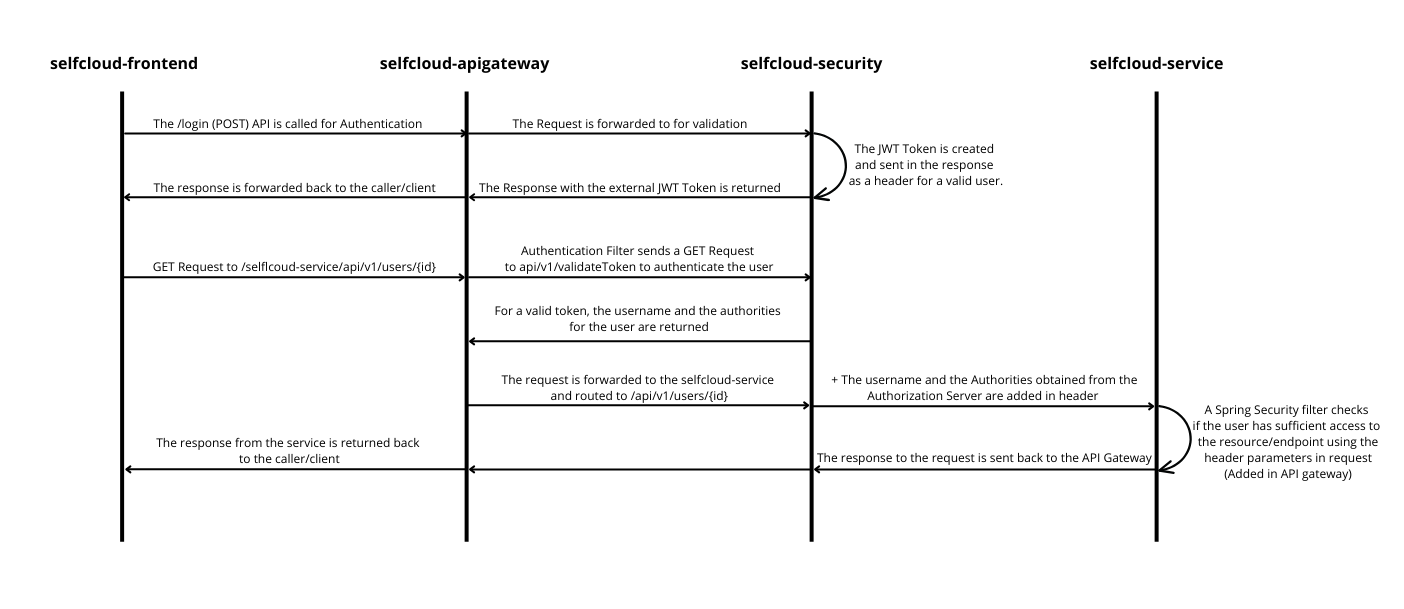 selfcloud-frontend
selfcloud-apigateway
selfcloud-security
selfcloud-service
The /login (POST) API is called for Authentication
The Request is forwarded to for validation
The JWT Token is created
and sent in the response
as a header for a valid user.
The response is forwarded back to the caller/client
The Response with the external JWT Token is returned
GET Request to /selflcoud-service/api/v1/users/{id}
Authentication Filter sends a GET Request
to api/v1/validateToken to authenticate the user
For a valid token, the username and the authorities
for the user are returned
The request is forwarded to the selfcloud-service
and routed to /api/v1/users/{id}
+ The username and the Authorities obtained from the
Authorization Server are added in header
A Spring Security filter checks
if the user has sufficient access to
the resource/endpoint using the
header parameters in request
(Added in API gateway)
The response from the service is returned back
to the caller/client
The response to the request is sent back to the API Gateway